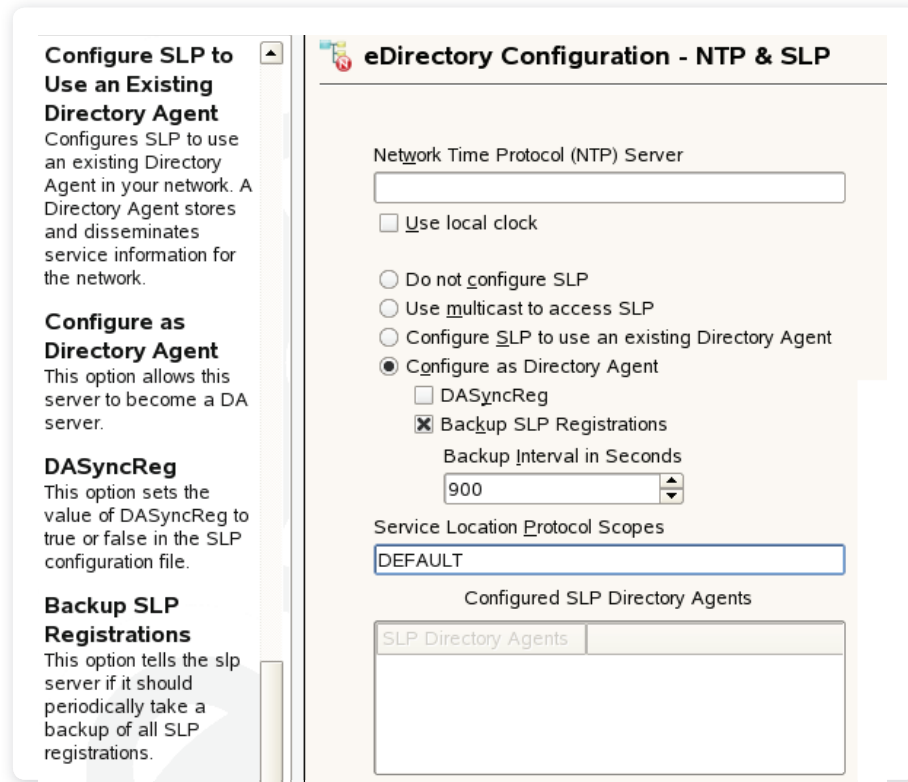 Configure SLP to
Use an Existing
Directory Agent
Configures SLP to use
an existing Directory
Agent in your network. A
Directory Agent stores
and disseminates
service information for
the network.
Configure as
Directory Agent
This option allows this
server to become a DA
server.
DASyncReg
This option sets the
value of DASyncReg to
true or false in the SLP
configuration file.
Backup SLP
Registrations
This option tells the slp
server if it should
periodically take a
backup of all SLP
registrations.
eDirectory Configuration - NTP & SLP
Network Time Protocol (NTP) Server
Use local clock
Do not configure SLP
Use multicast to access SLP
Configure SLP to use an existing Directory Agent
Configure as Directory Agent
DASyncReg
Backup SLP Registrations
Backup Interval in Seconds
900
Service Location Protocol Scopes
DEFAULT
Configured SLP Directory Agents
SLP Directory Agents